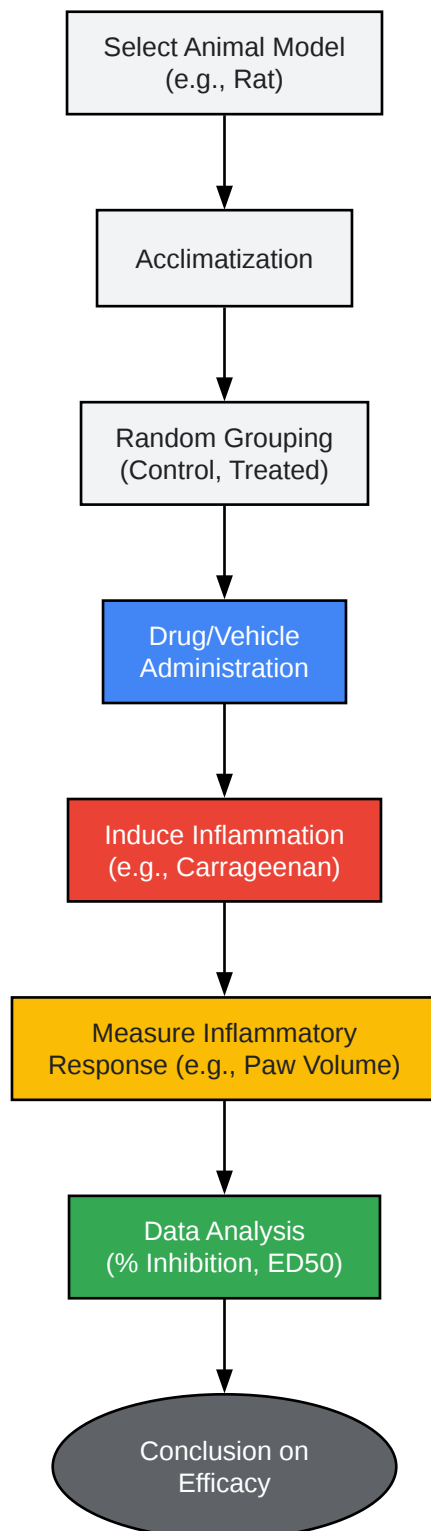 Select Animal Model
(e.g., Rat)
Acclimatization
Random Grouping
(Control, Treated)
Drug/Vehicle
Administration
Induce Inflammation
(e.g., Carrageenan)
Measure Inflammatory
Response (e.g., Paw Volume)
Data Analysis
(% Inhibition, ED50)
Conclusion on
Efficacy